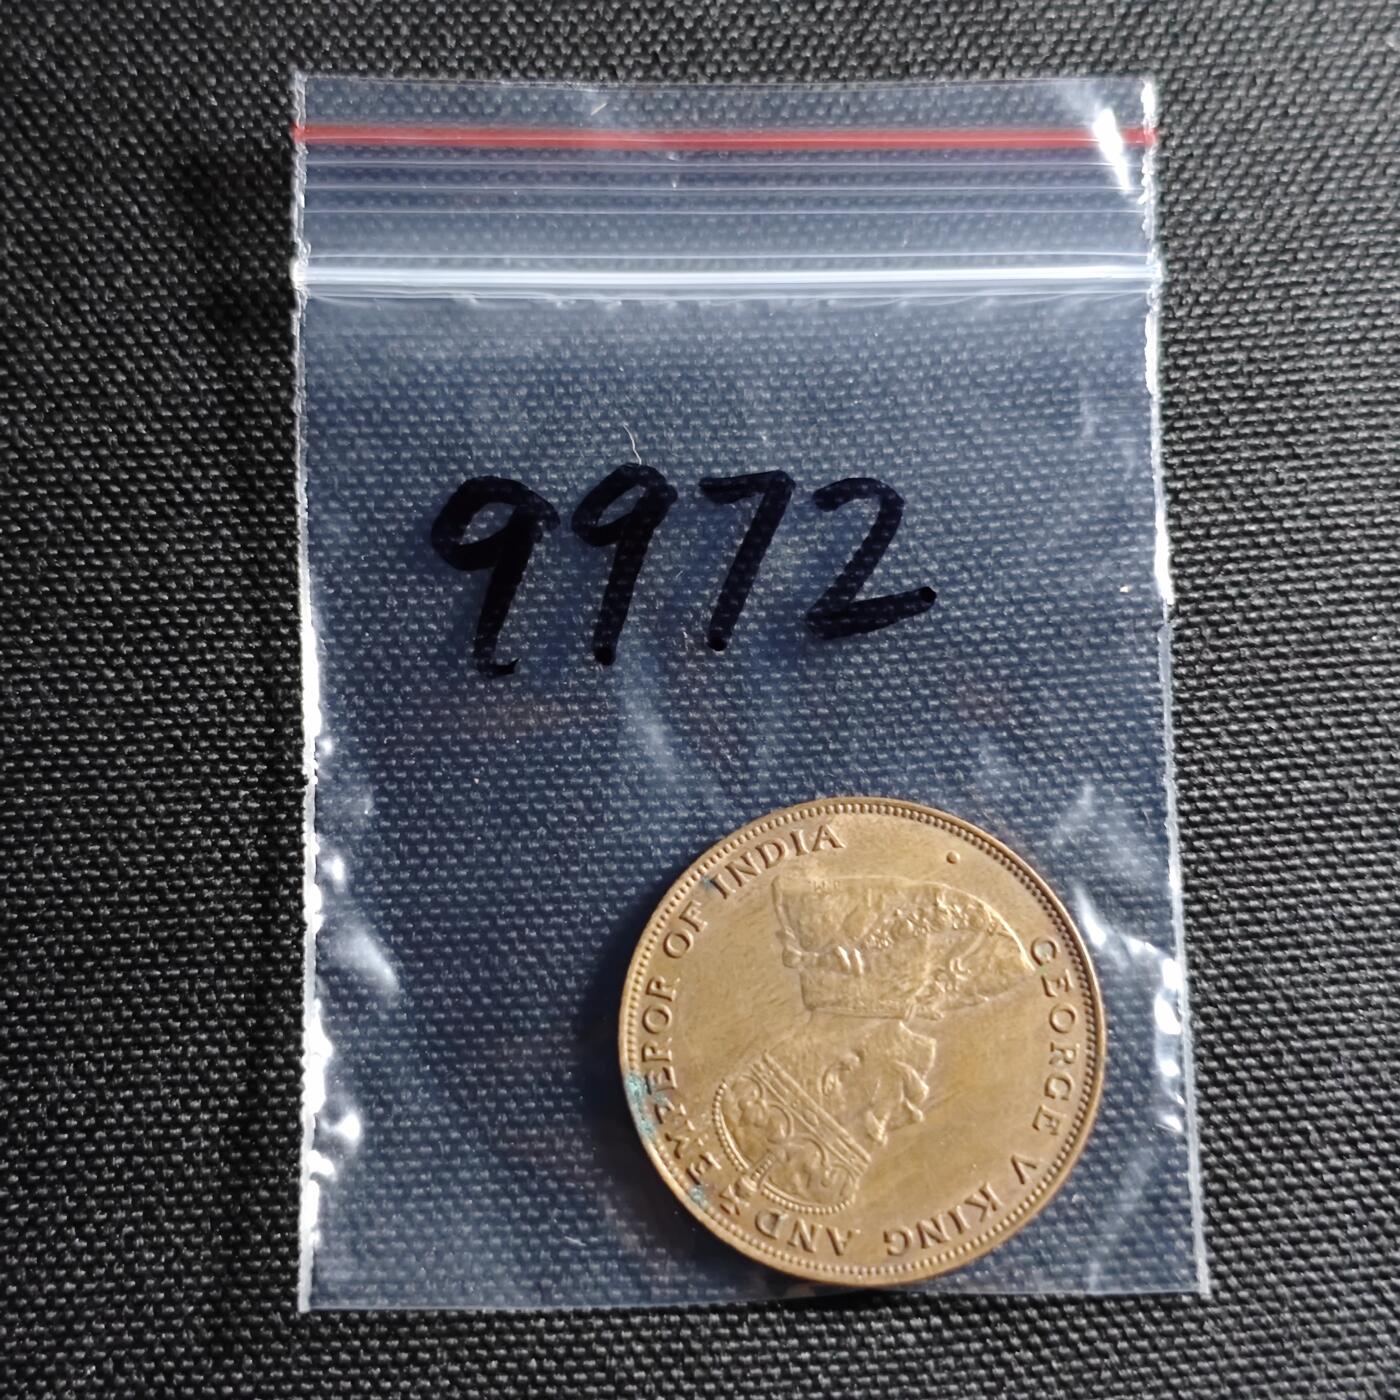 9972
GEORGE V KING AND EMPEROR OF INDIA